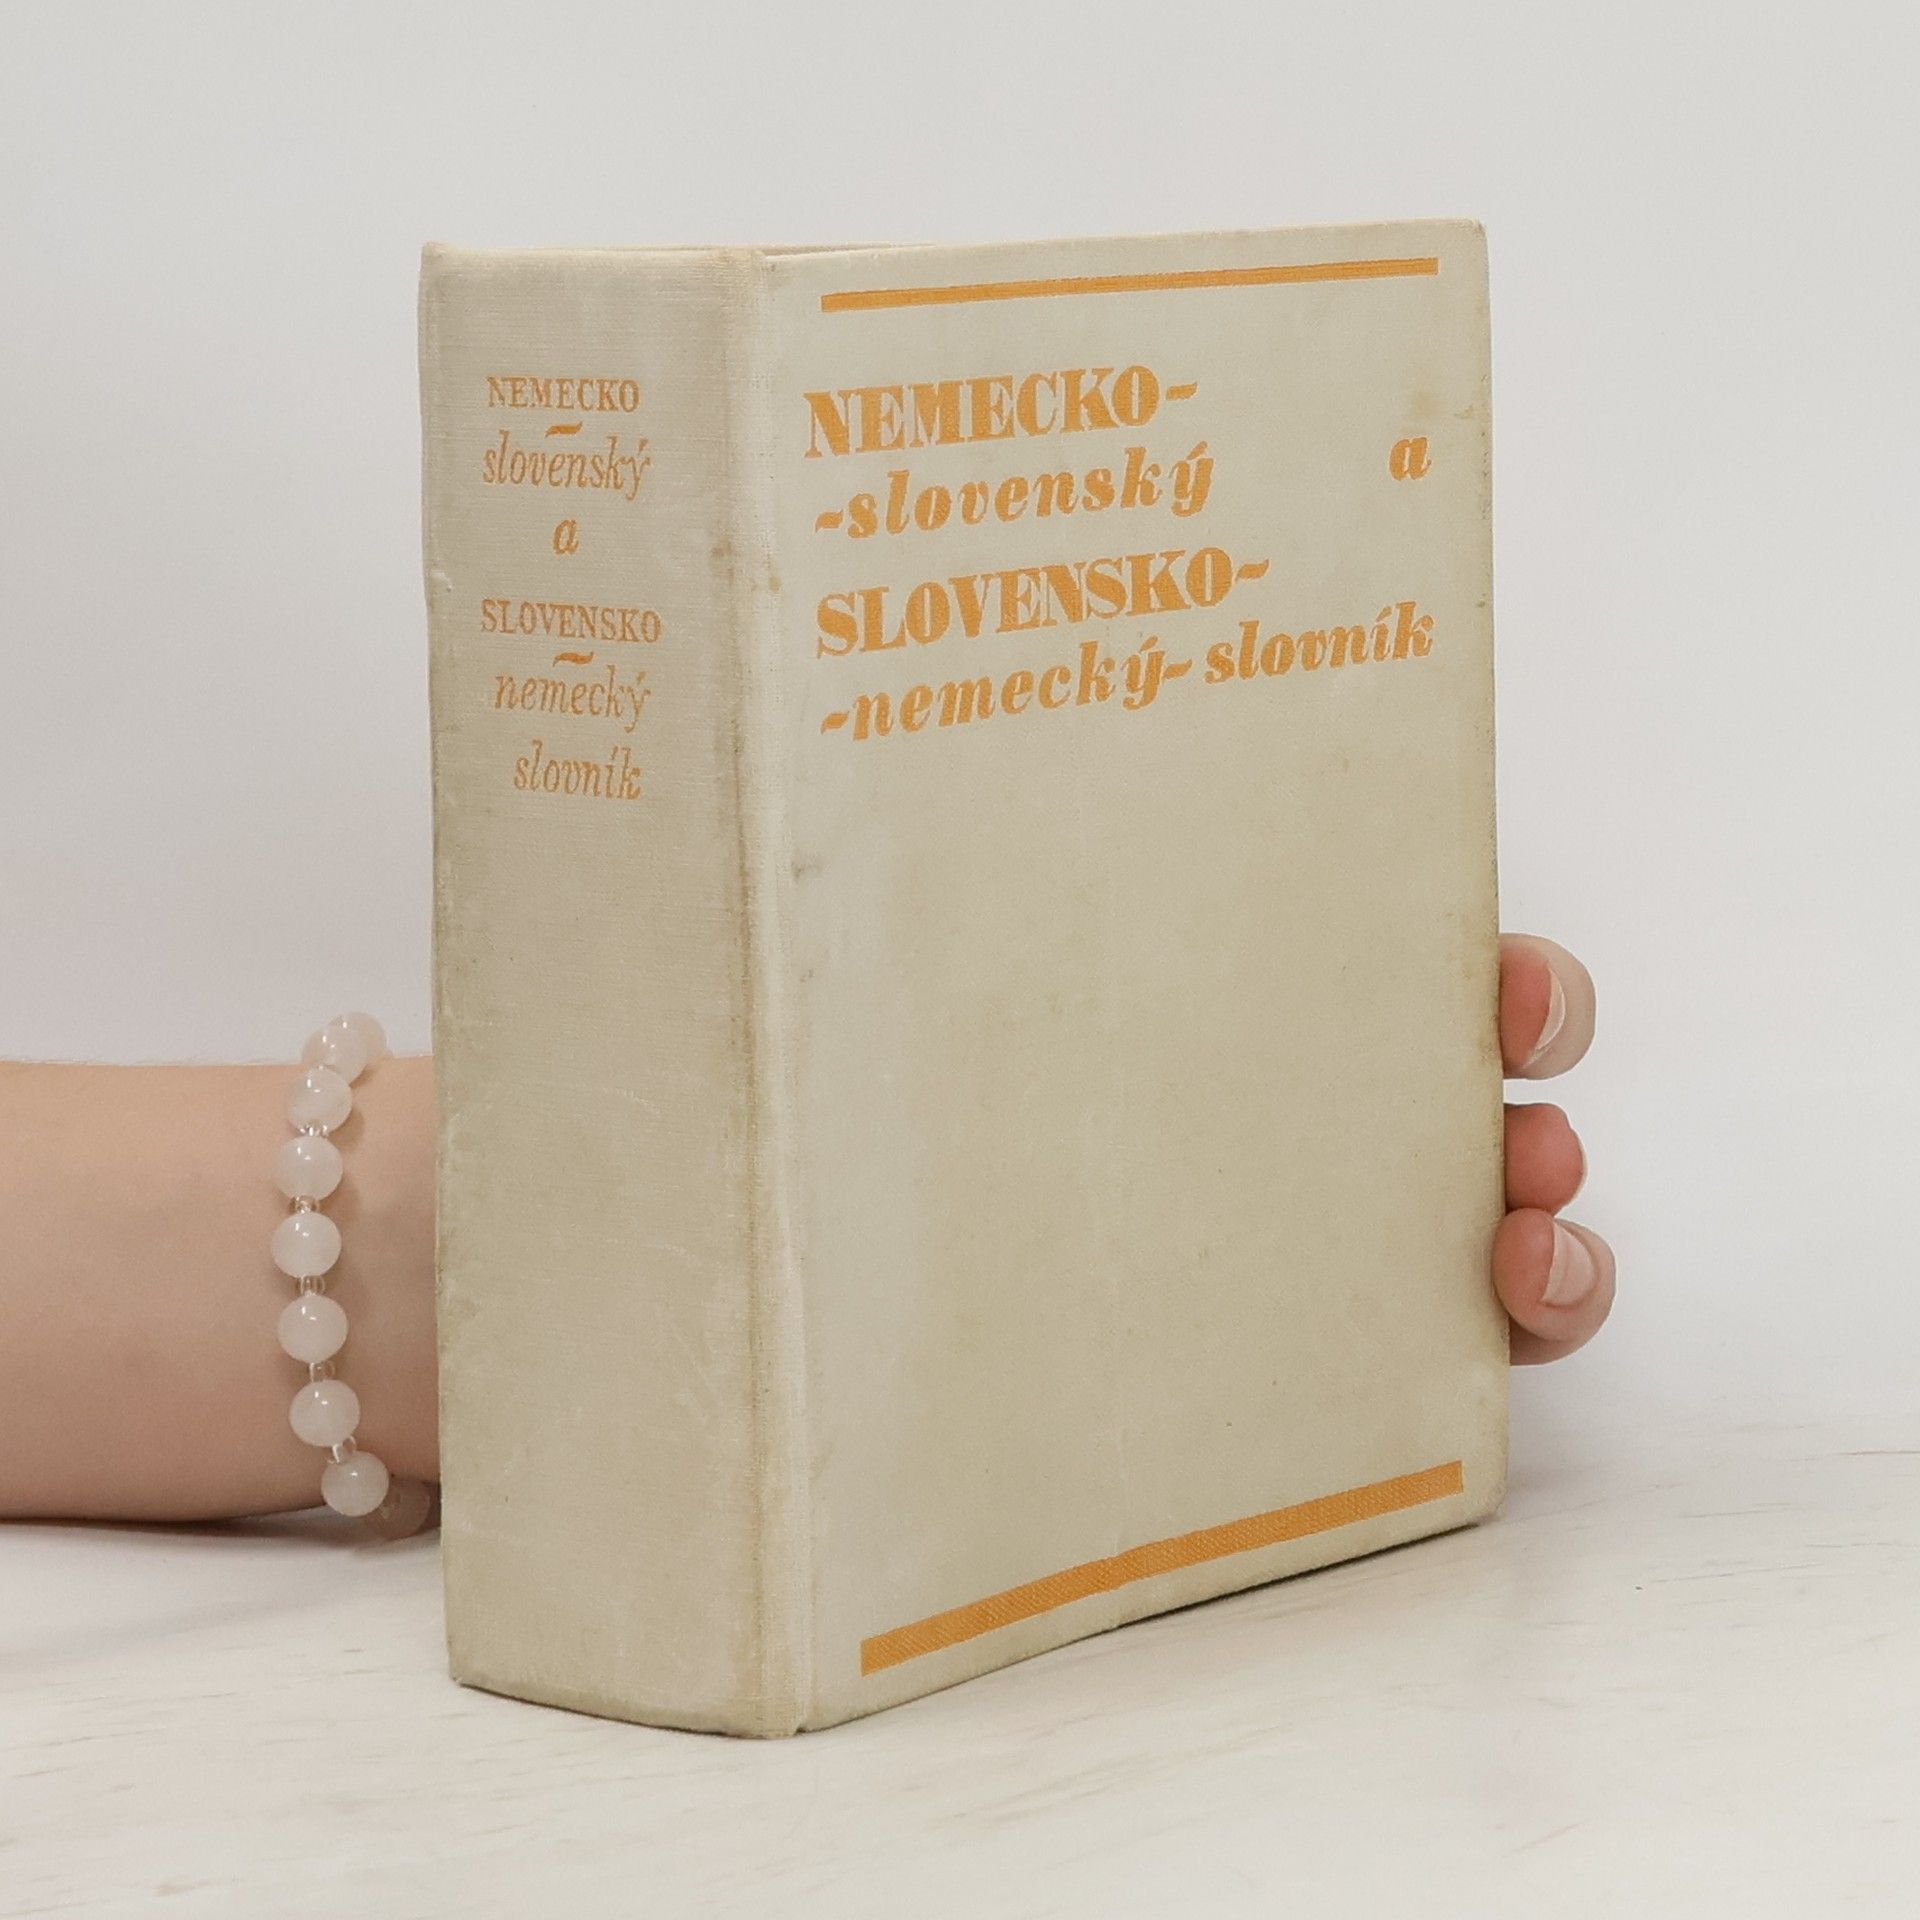 NEMECKO
~
slovenský
a
SLOVENSKO
~
nemecký
slovník
NEMECKO-
-slovenský a
SLOVENSKO-
-nemecký- slovník